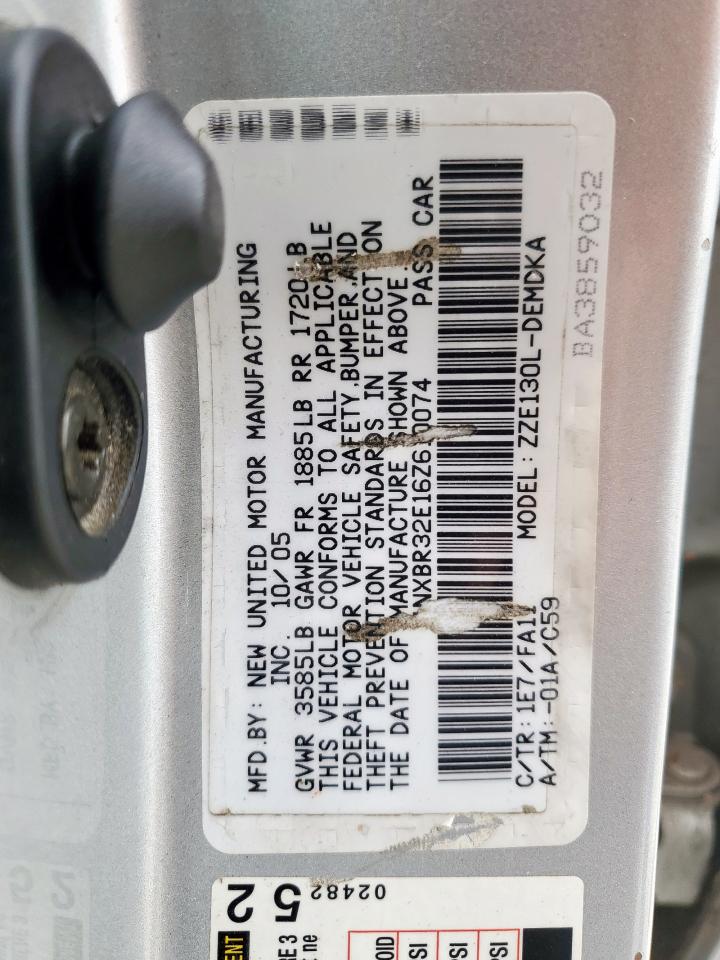 MFD.BY: NEW UNITED MOTOR MANUFACTURING
INC. 10/05
GVWR 3585LB GAWR FR 1885LB RR
THIS VEHICLE CONFORMS TO ALL APPLICABLE
FEDERAL MOTOR VEHICLE SAFETY, BUMPER, AND
THEFT PREVENTION STANDARDS IN EFFECT ON
THE DATE OF MANUFACTURE SHOWN ABOVE.
PASS CAR
C/TR: 1E7/FA11 MODEL: ZZE130L-DEMDKA
A/TM:-01A/C59
BA3859032
2
5
02482